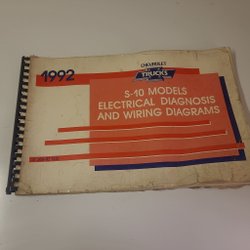 1992
CHEVROLET
TRUCKS
S-10 MODELS
ELECTRICAL DIAGNOSIS
AND WIRING DIAGRAMS